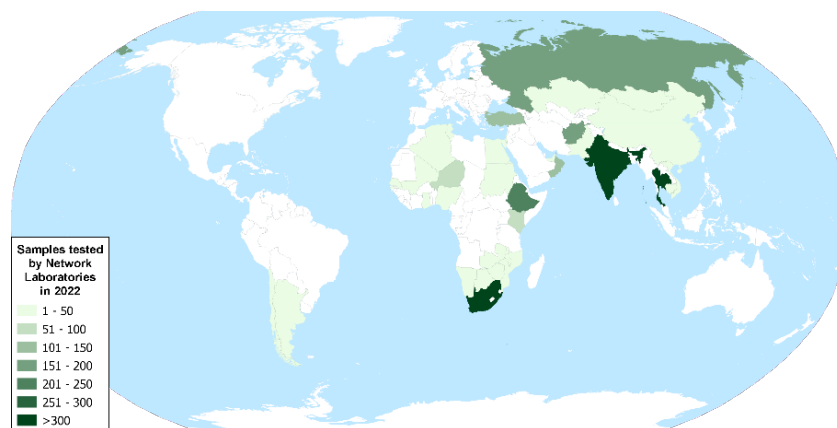 Samples tested
by Network
Laboratories
in 2022
1 - 50
51 - 100
101 - 150
151 - 200
201 - 250
251 - 300
>300